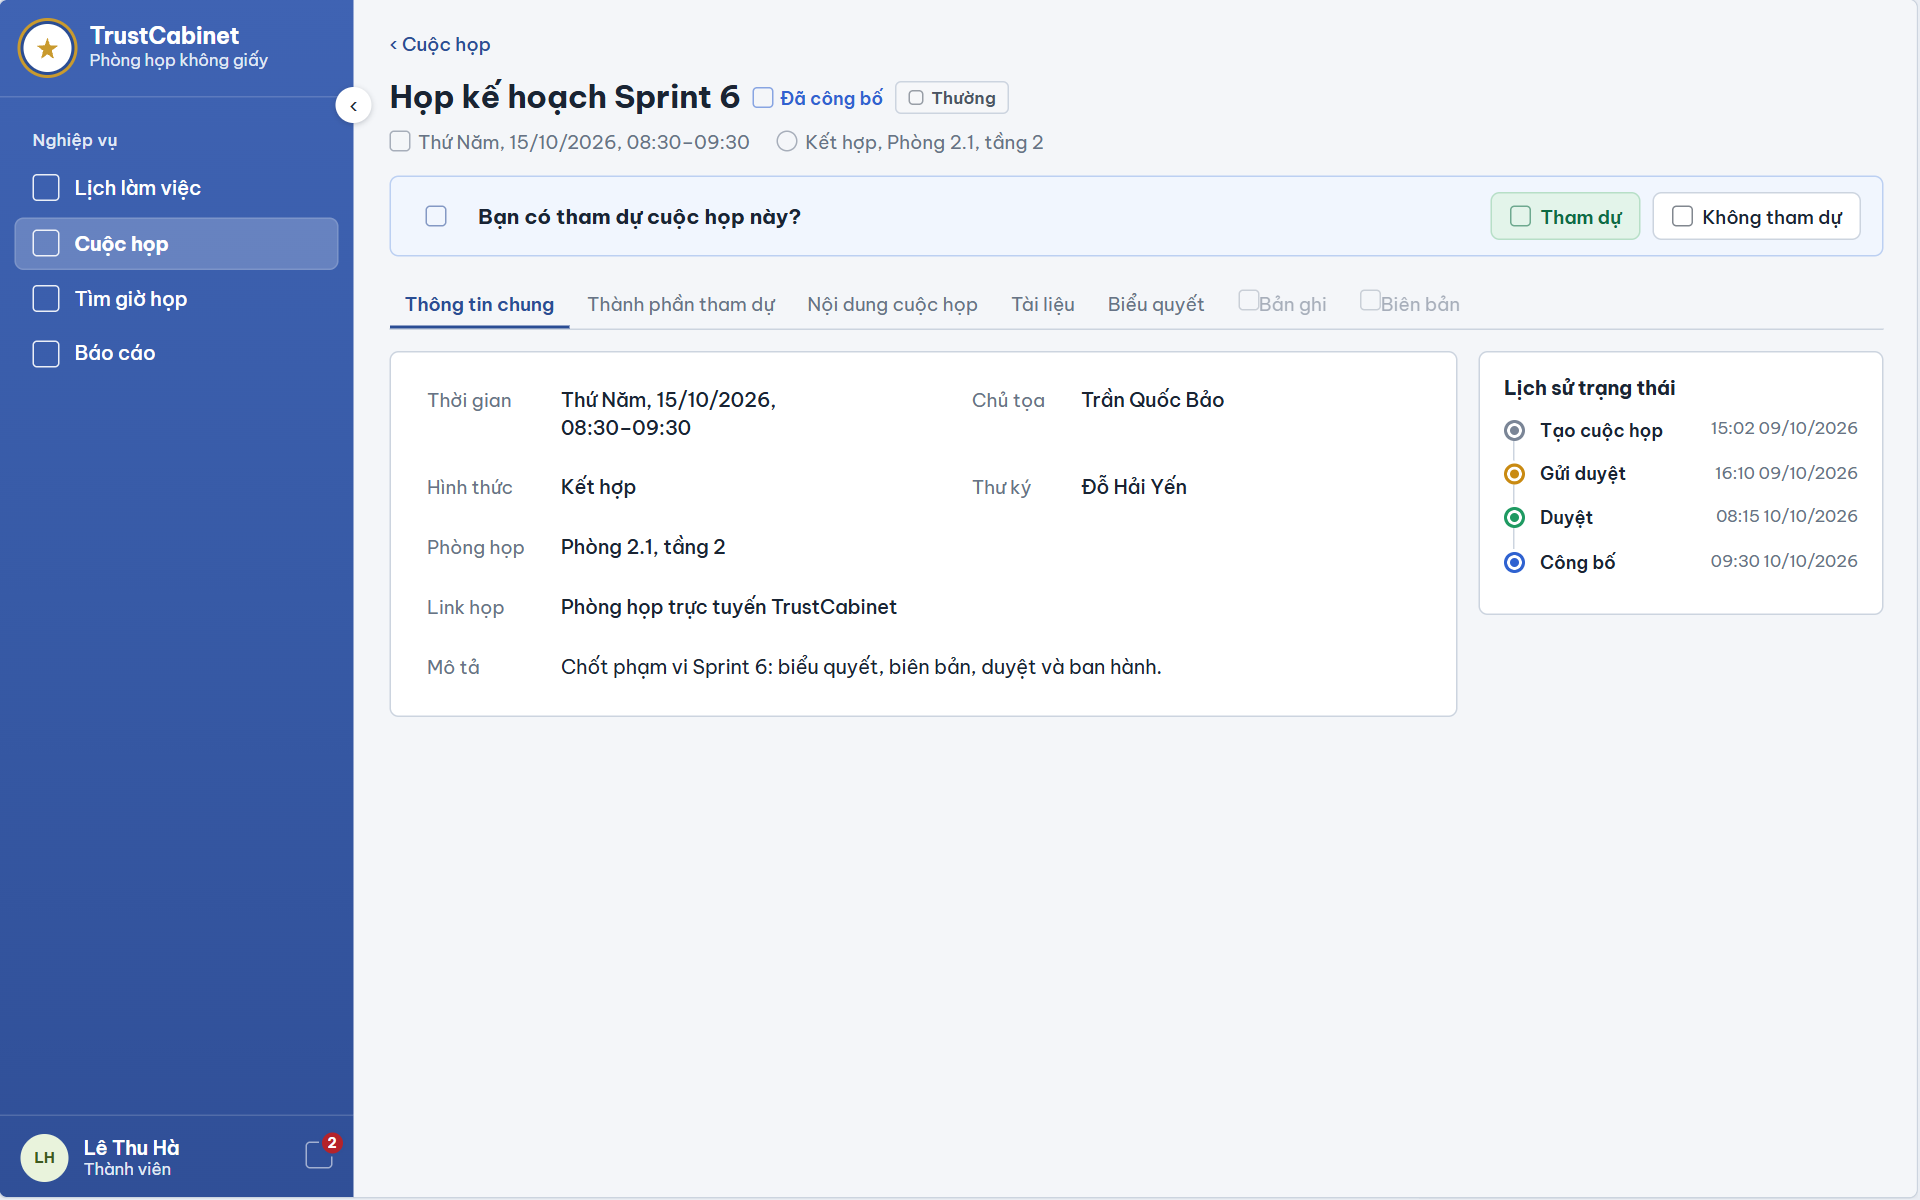 TrustCabinet
Phòng họp không giấy
Nghiệp vụ
Lịch làm việc
Cuộc họp
Tìm giờ họp
Báo cáo
LH
Lê Thu Hà
Thành viên
2
‹ Cuộc họp
Họp kế hoạch Sprint 6
Đã công bố
Thường
Thứ Năm, 15/10/2026, 08:30–09:30
Kết hợp, Phòng 2.1, tầng 2
Bạn có tham dự cuộc họp này?
Tham dự
Không tham dự
Thông tin chung
Thành phần tham dự
Nội dung cuộc họp
Tài liệu
Biểu quyết
Bản ghi
Biên bản
Thời gian
Thứ Năm, 15/10/2026,
08:30–09:30
Chủ tọa
Trần Quốc Bảo
Hình thức
Kết hợp
Thư ký
Đỗ Hải Yến
Phòng họp
Phòng 2.1, tầng 2
Link họp
Phòng họp trực tuyến TrustCabinet
Mô tả
Chốt phạm vi Sprint 6: biểu quyết, biên bản, duyệt và ban hành.
Lịch sử trạng thái
Tạo cuộc họp
15:02 09/10/2026
Gửi duyệt
16:10 09/10/2026
Duyệt
08:15 10/10/2026
Công bố
09:30 10/10/2026